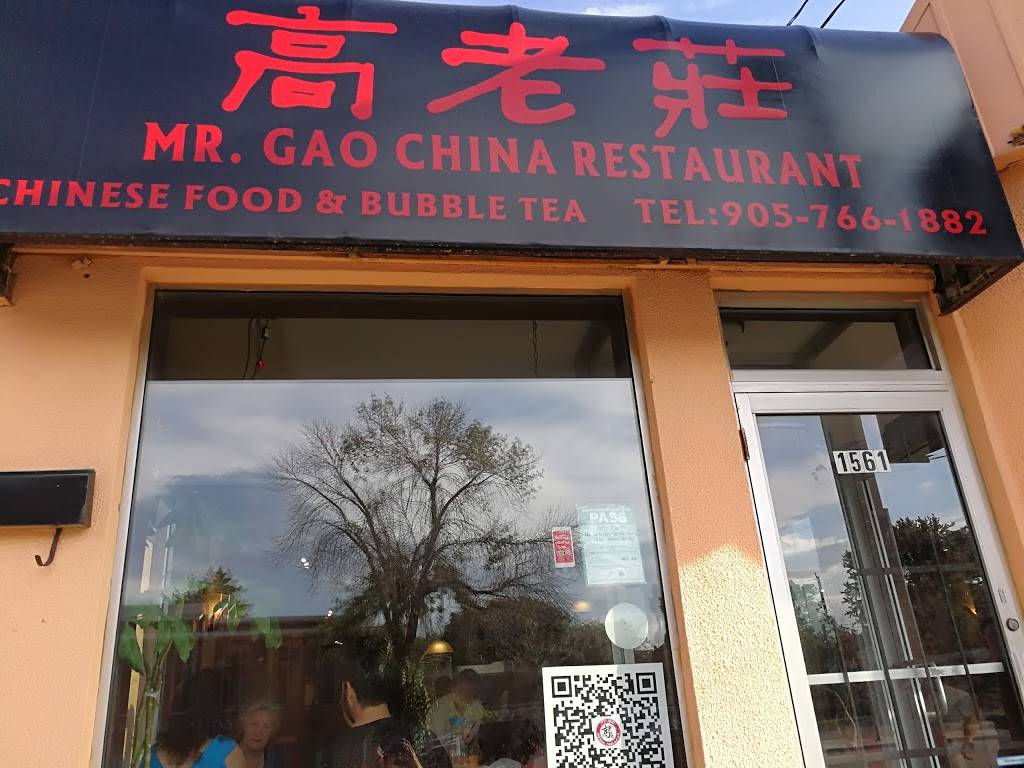 高老莊
MR. GAO CHINA RESTAURANT
CHINESE FOOD & BUBBLE TEA TEL:905-766-1882
1561
PASS